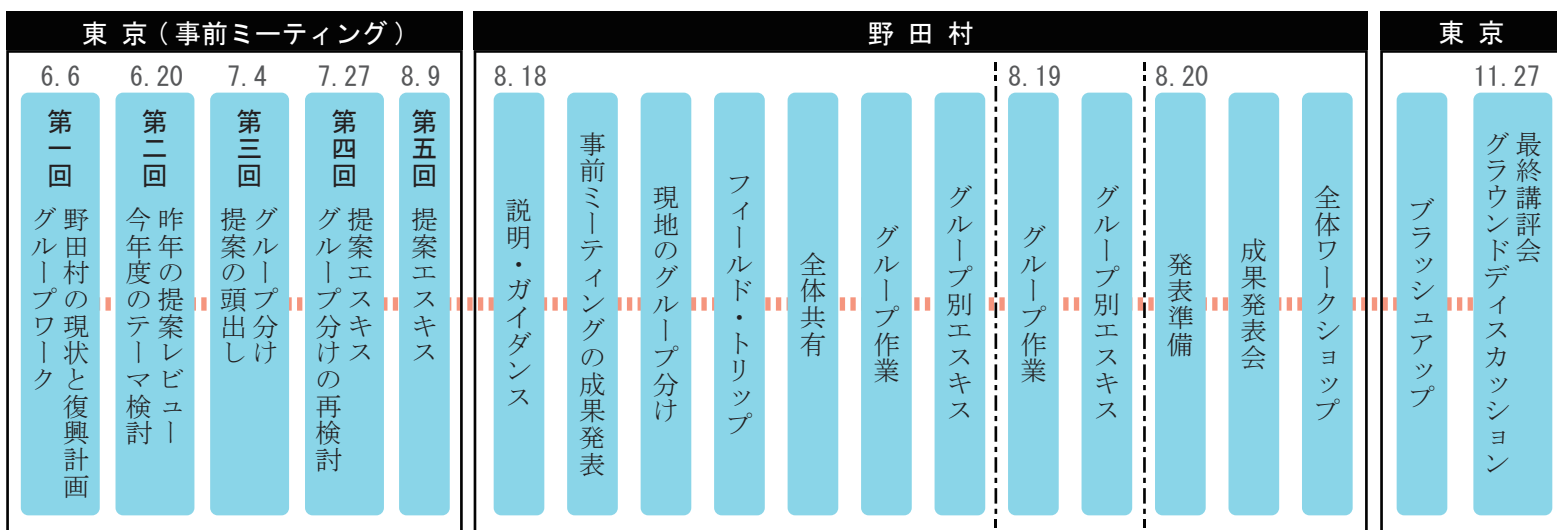 東 京 ( 事前ミーティング )
野 田 村
東 京
6.6
6.20
7.4
7.27
8.9
8.18
8.19
8.20
11.27
第一回
野田村の現状と復興計画
グループワーク
第二回
昨年の提案レビュー
今年度のテーマ検討
第三回
グループ分け
提案の頭出し
第四回
提案エスキス
グループ分けの再検討
第五回
提案エスキス
説明・ガイダンス
事前ミーティングの成果発表
現地のグループ分け
フィールド・トリップ
全体共有
グループ作業
グループ別エスキス
グループ作業
グループ別エスキス
発表準備
成果発表会
全体ワークショップ
ブラッシュアップ
最終講評会
グラウンドディスカッション